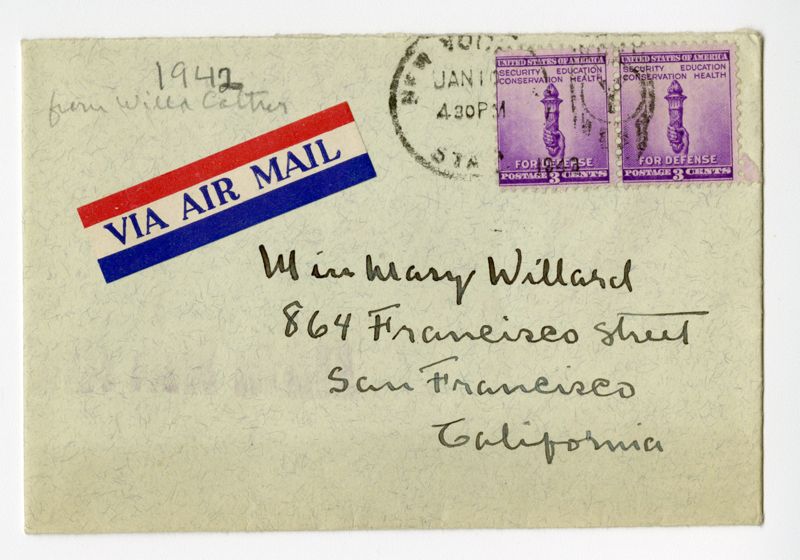 1942
from Willa Cather
VIA AIR MAIL
NEW YORK
JAN 10
4 30 PM
STA
1942
UNITED STATES OF AMERICA
SECURITY EDUCATION
CONSERVATION HEALTH
FOR DEFENSE
POSTAGE 3 CENTS
UNITED STATES OF AMERICA
SECURITY EDUCATION
CONSERVATION HEALTH
FOR DEFENSE
POSTAGE 3 CENTS
Miss Mary Willard
864 Francisco Street
San Francisco
California